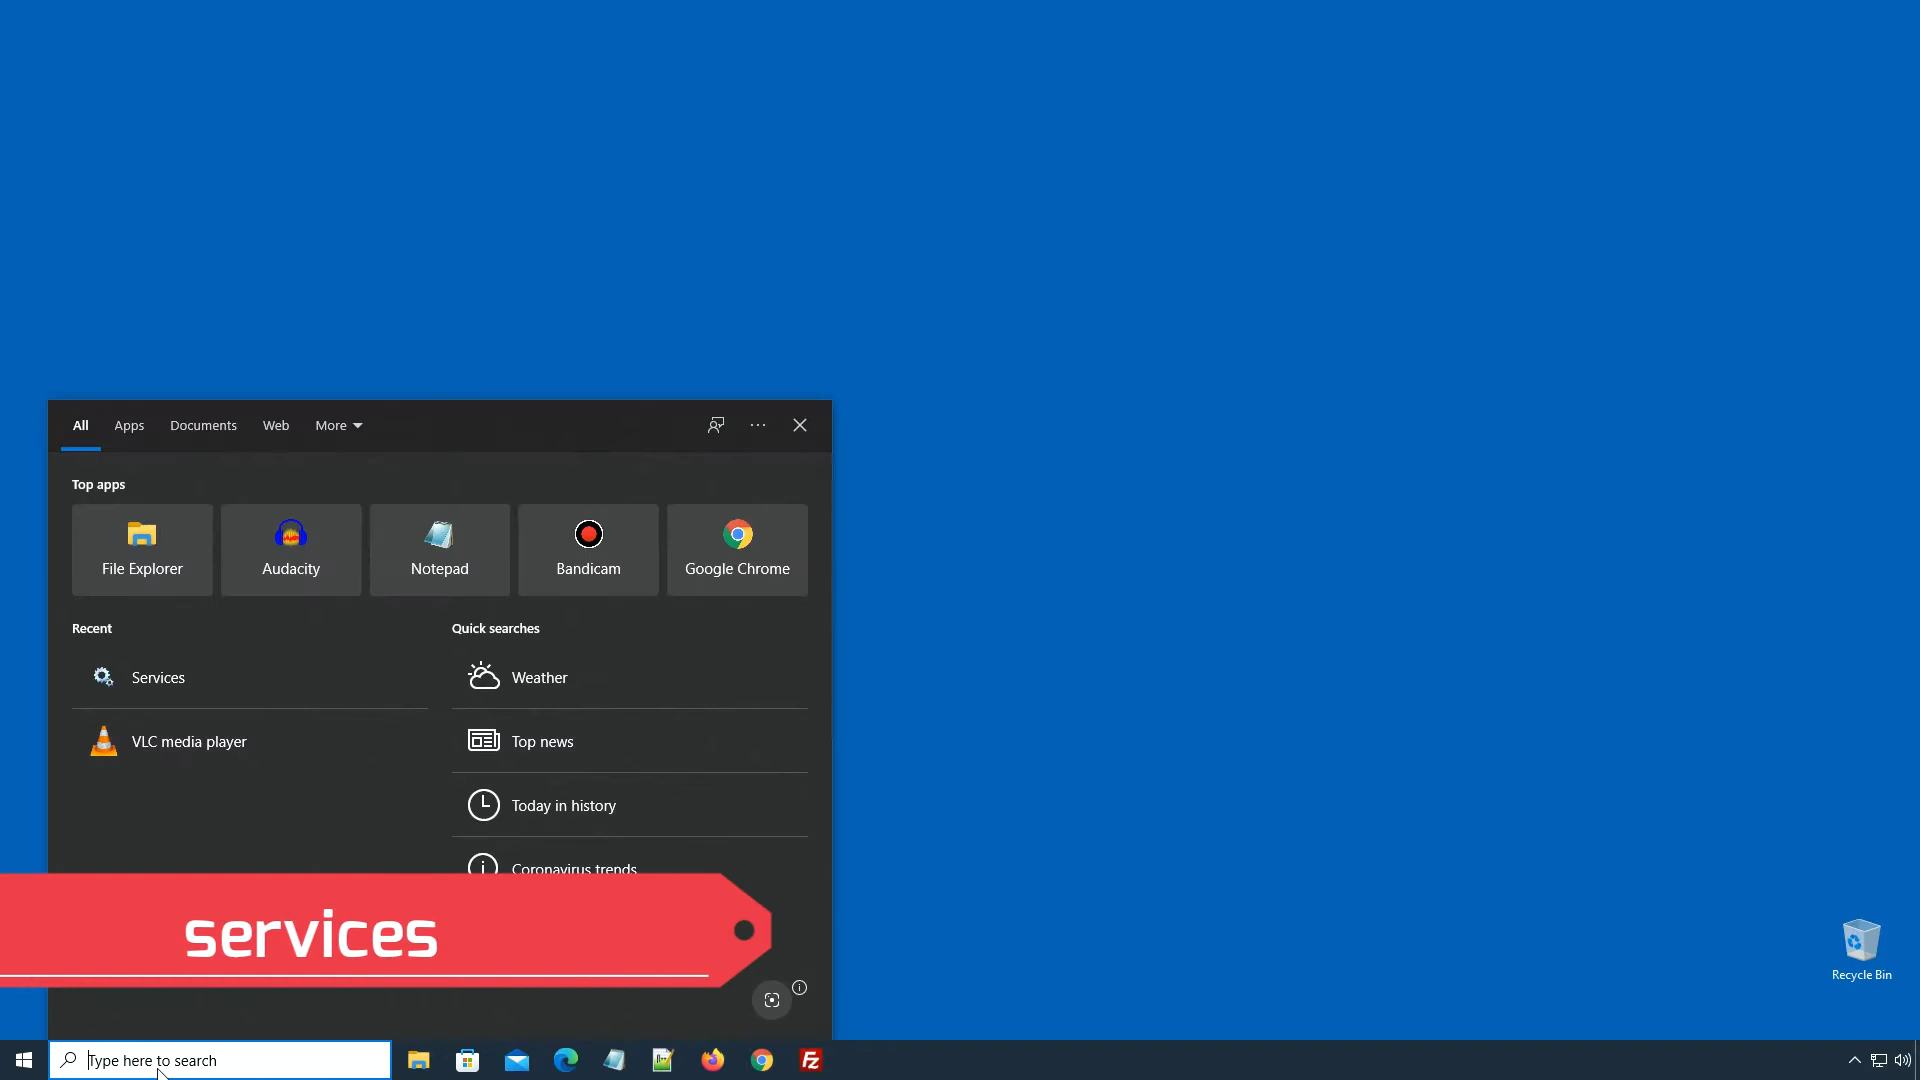 All Apps Documents Web More
Top apps
File Explorer Audacity Notepad Bandicam Google Chrome
Recent Quick searches
Services Weather
VLC media player Top news
Today in history
Coronavirus trends
services
Recycle Bin
Type here to search
Fz